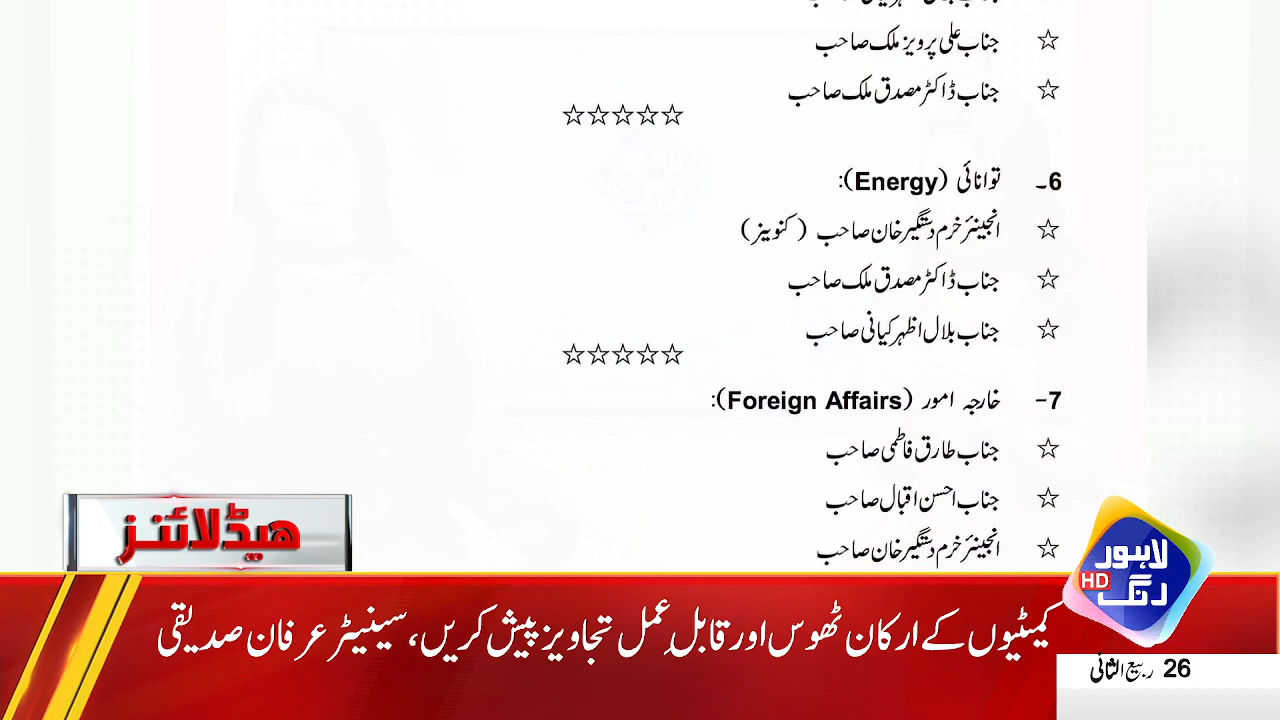 جناب علی پرویز ملک صاحب ☆
جناب ڈاکٹر مصدق ملک صاحب ☆
☆☆☆☆☆
6۔ توانائی (Energy):
☆ انجینئر خرم دستگیر خان صاحب (کنوینز)
☆ جناب ڈاکٹر مصدق ملک صاحب
☆ جناب بلال اظہر کیانی صاحب
☆☆☆☆☆
7- خارجہ امور (Foreign Affairs):
☆ جناب طارق فاطمی صاحب
☆ جناب احسن اقبال صاحب
☆ انجینئر خرم دستگیر خان صاحب
ہیڈلائنز
لاہور
رنگ HD
کمیٹیوں کے ارکان ٹھوس اور قابلِ عمل تجاویز پیش کریں، سینیٹر عرفان صدیقی
26 ربیع الثانی